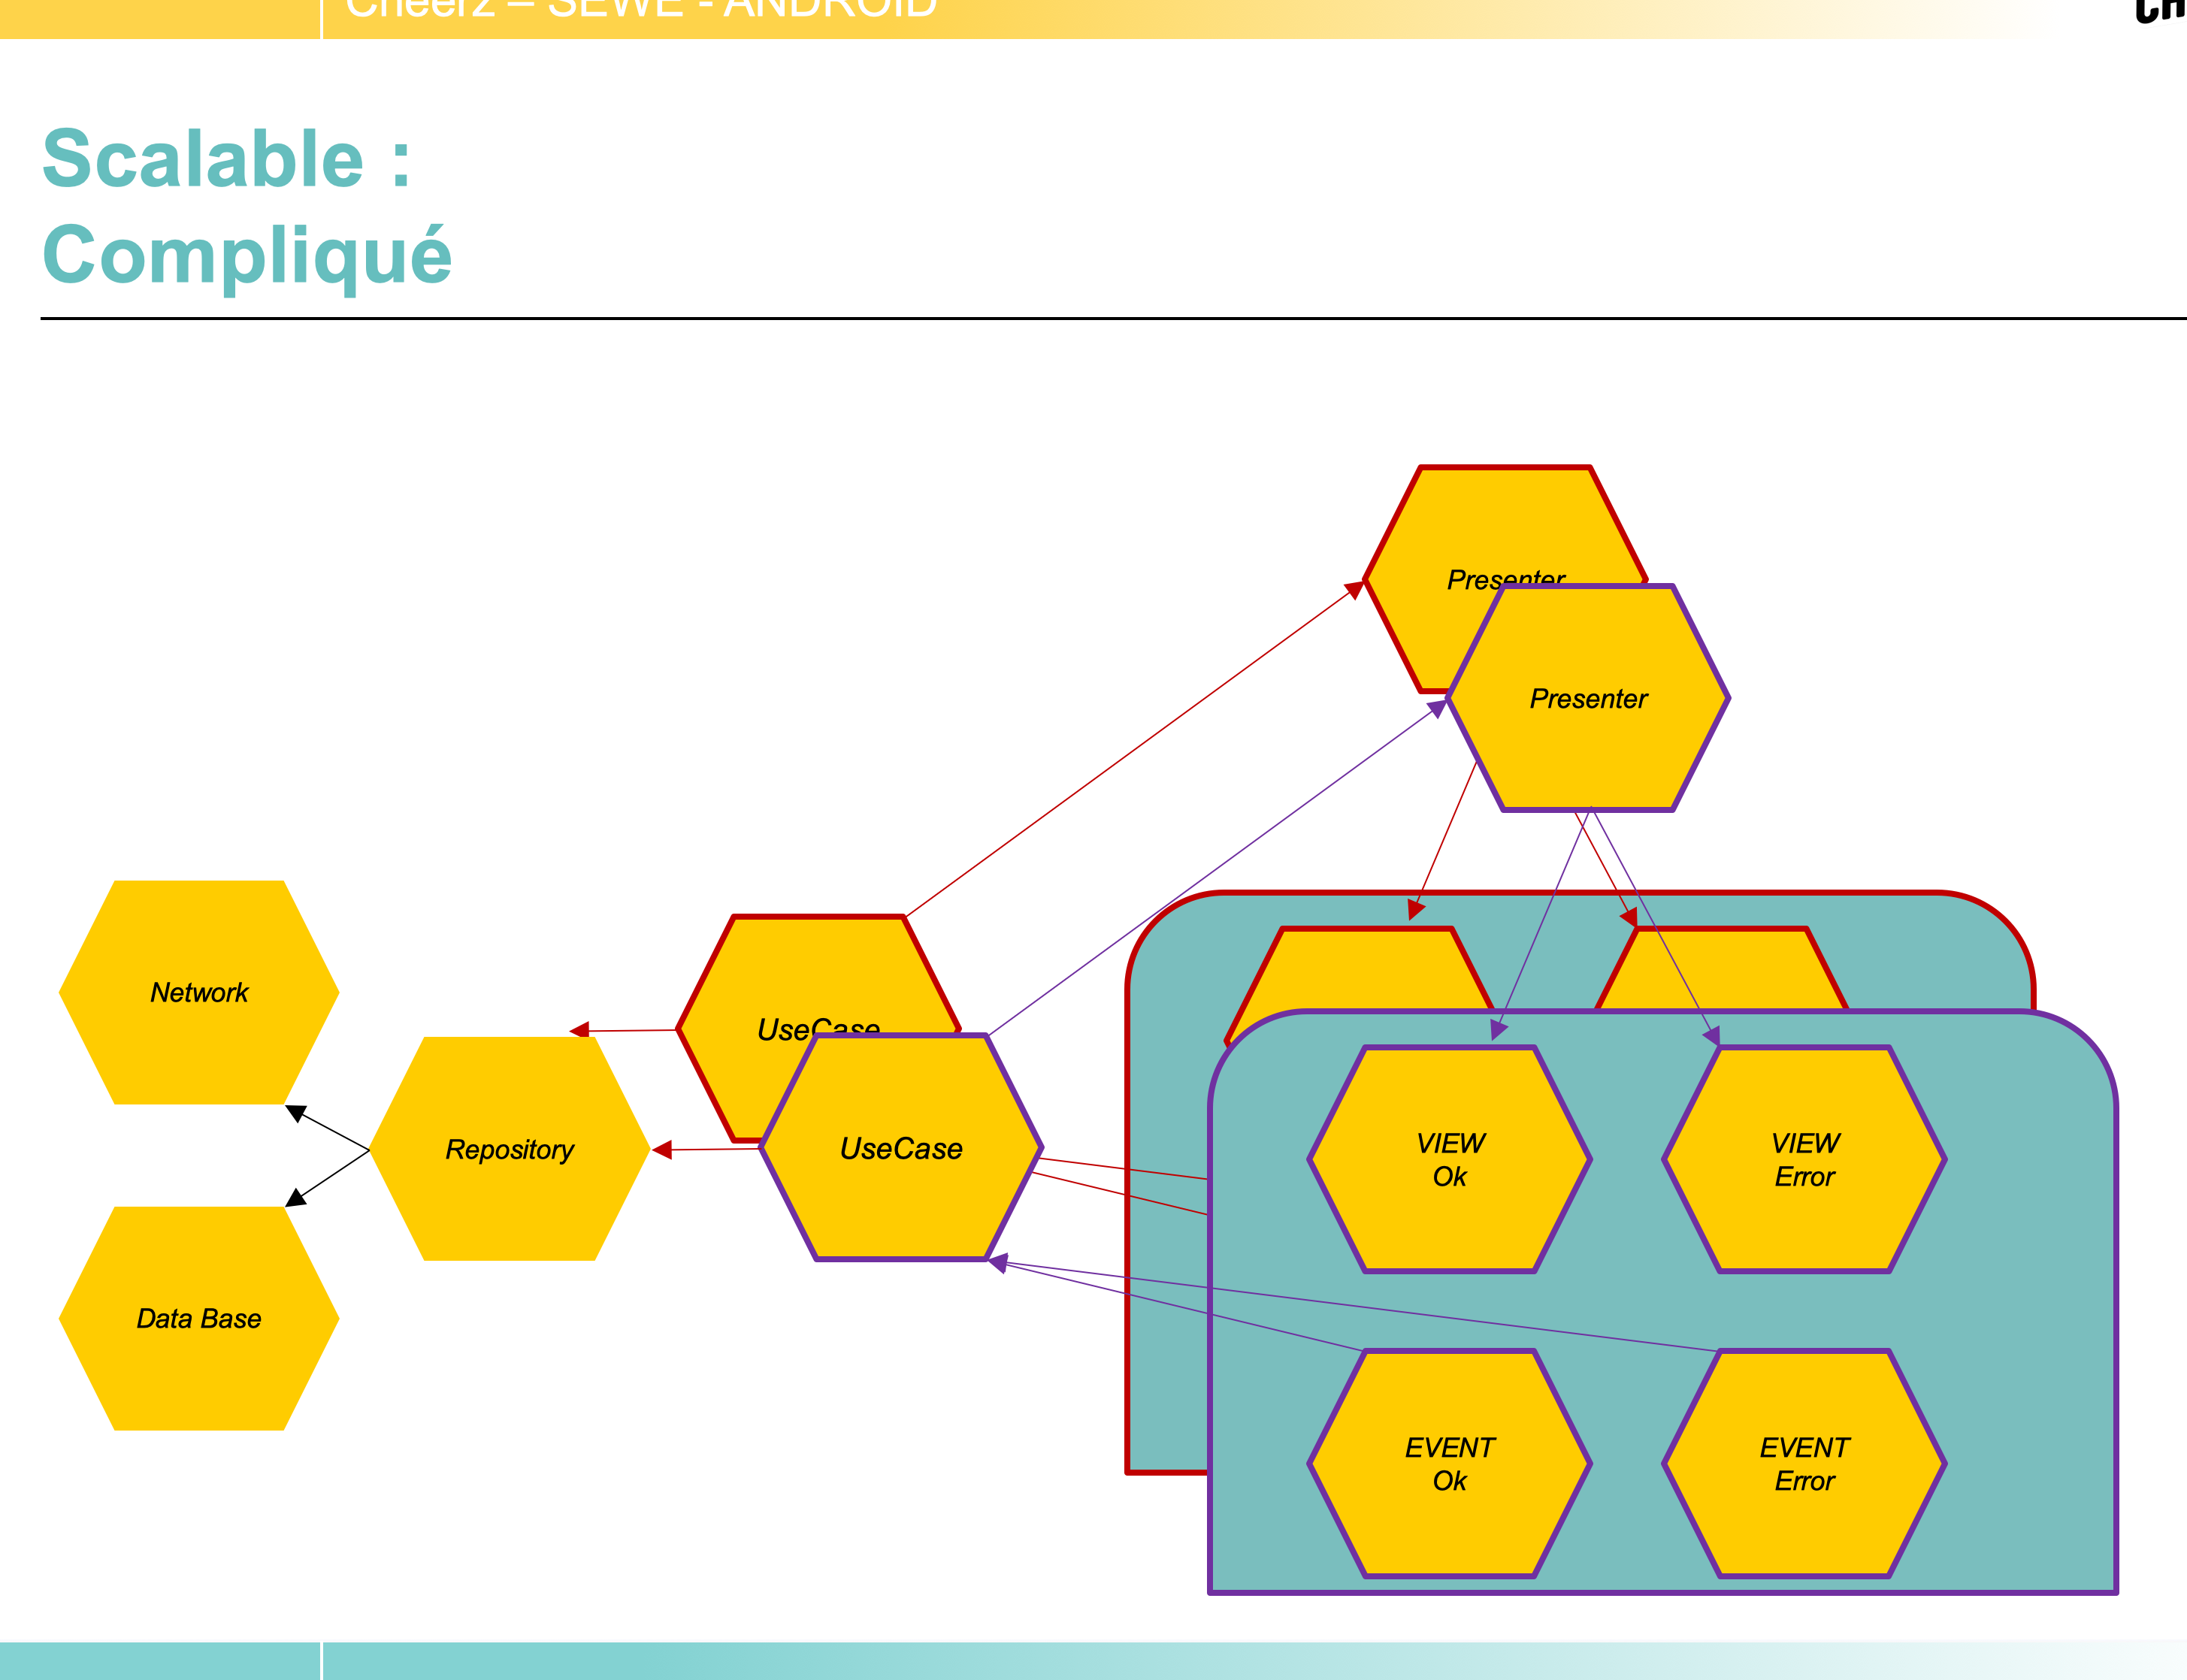 Cheerz – SEWE - ANDROID
Scalable :
Compliqué
Presenter
Presenter
Network
UseCase
Repository
UseCase
VIEW
Ok
VIEW
Error
Data Base
EVENT
Ok
EVENT
Error